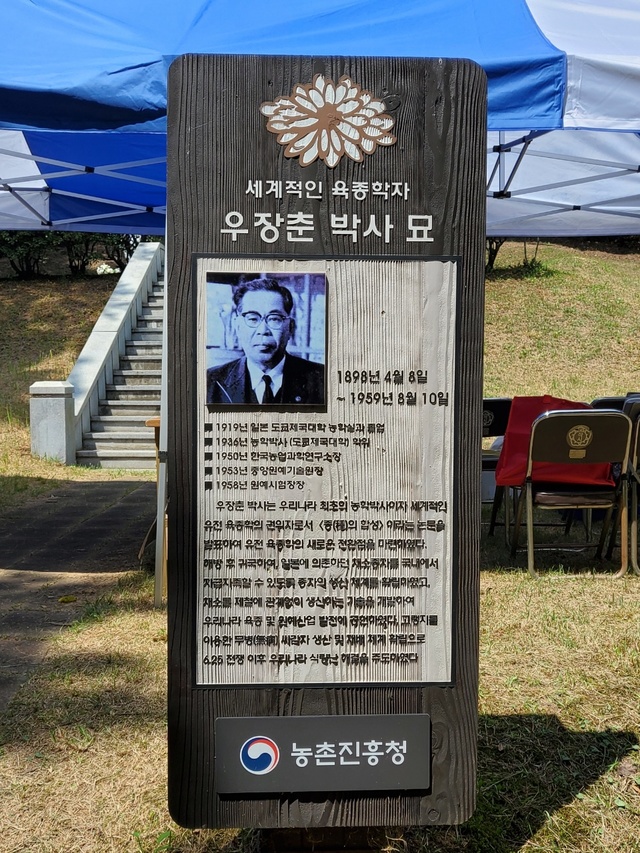 세계적인 육종학자
우장춘 박사 묘
1898년 4월 8일
~ 1959년 8월 10일
■ 1919년 일본 도쿄제국대학 농학실과 졸업
■ 1936년 농학박사 (도쿄제국대학) 학위
■ 1950년 한국농업과학연구소장
■ 1953년 중앙원예기술원장
■ 1958년 원예시험장장
우장춘 박사는 우리나라 최초의 농학박사이자 세계적인
유전 육종학의 권위자로서 〈종(種)의 합성〉 이라는 논문을
발표하여 유전 육종학의 새로운 전환점을 마련하였다.
해방 후 귀국하여, 일본에 의존하던 채소종자를 국내에서
자급자족할 수 있도록 종자의 생산 체계를 확립하였고,
채소를 계절에 관계없이 생산하는 기술을 개발하여
우리나라 육종 및 원예산업 발전에 공헌하였다. 고랭지를
이용한 무병(無病) 씨감자 생산 및 재배 체계 확립으로
6.25 전쟁 이후 우리나라 식량난 해결을 주도하였다
농촌진흥청